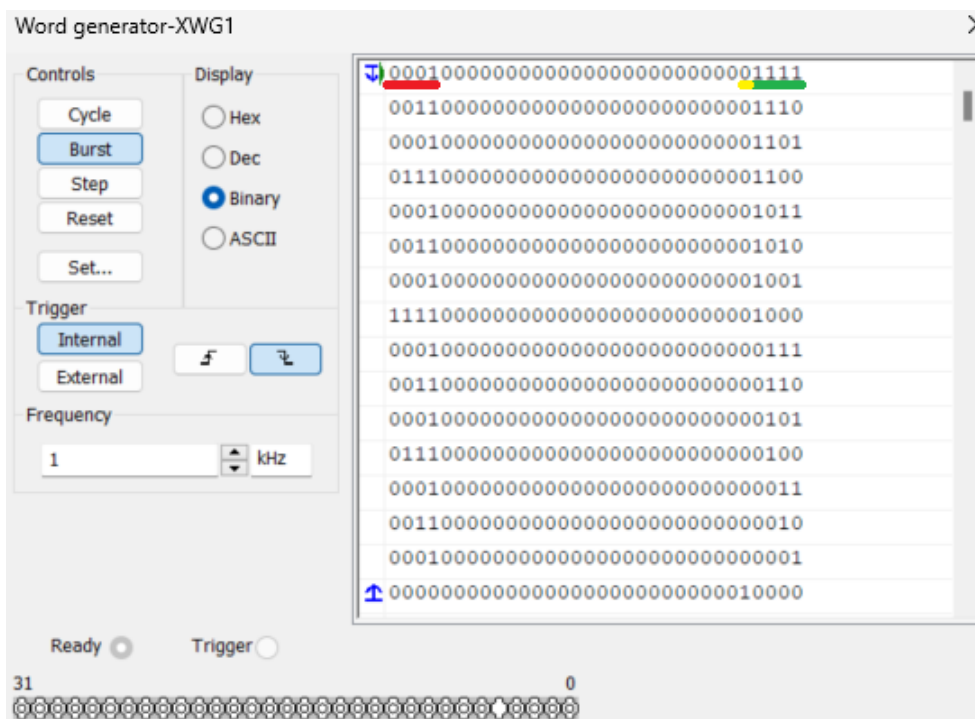 Word generator-XWG1
Controls
Cycle
Burst
Step
Reset
Set...
Display
Hex
Dec
Binary
ASCII
Trigger
Internal
External
Frequency
1 kHz
00010000000000000000000000001111
00110000000000000000000000001110
00010000000000000000000000001101
01110000000000000000000000001100
00010000000000000000000000001011
00110000000000000000000000001010
00010000000000000000000000001001
11110000000000000000000000001000
00010000000000000000000000000111
00110000000000000000000000000110
00010000000000000000000000000101
01110000000000000000000000000100
00010000000000000000000000000011
00110000000000000000000000000010
00010000000000000000000000000001
00000000000000000000000000010000
Ready Trigger
31 0